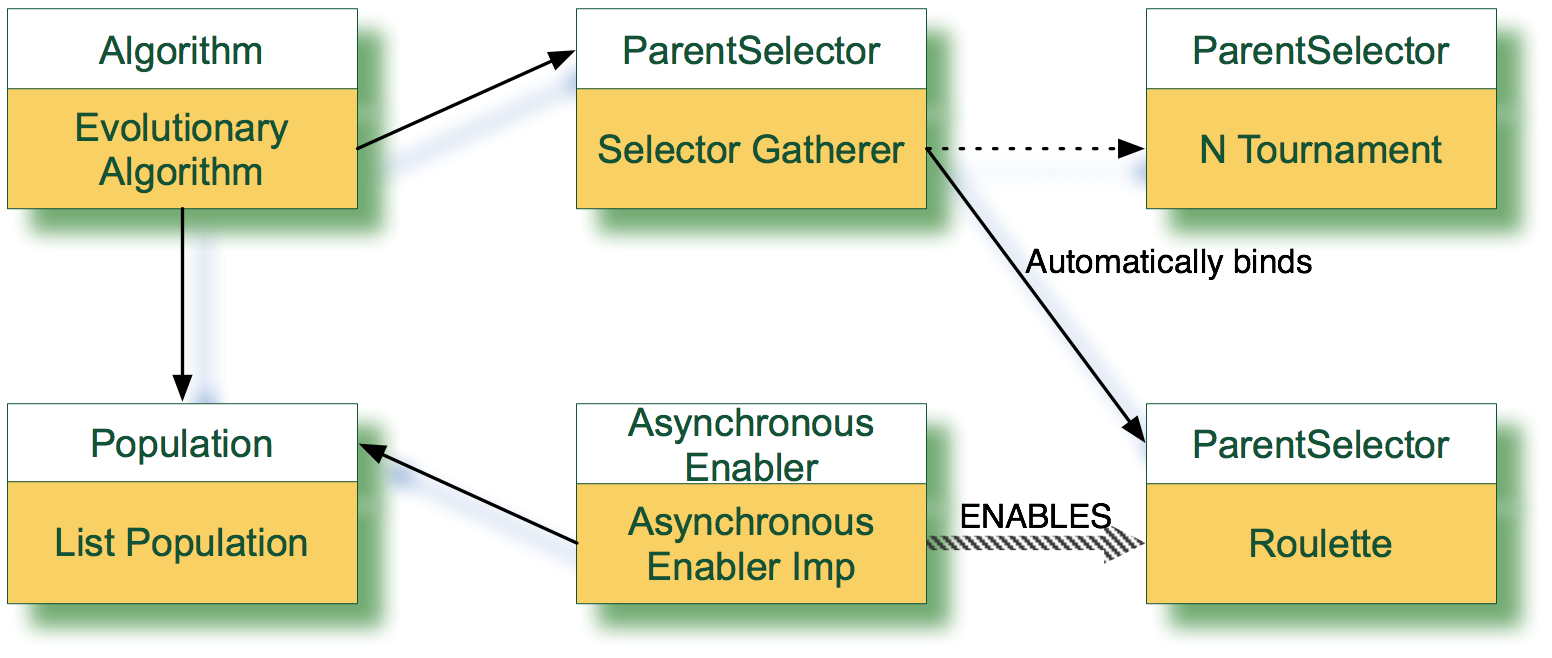 Algorithm
Evolutionary
Algorithm
ParentSelector
Selector Gatherer
ParentSelector
N Tournament
Automatically binds
Population
List Population
Asynchronous
Enabler
Asynchronous
Enabler Imp
ENABLES
ParentSelector
Roulette